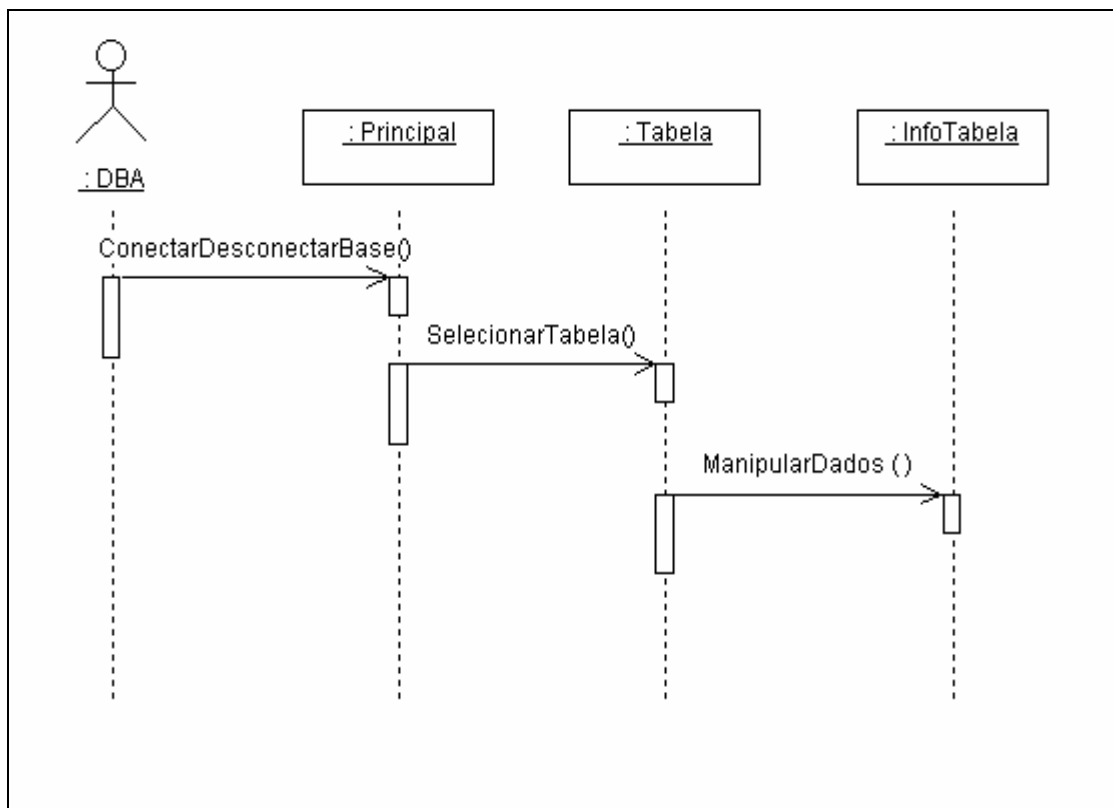 : DBA
: Principal
: Tabela
: InfoTabela
ConectarDesconectarBase()
SelecionarTabela()
ManipularDados ()